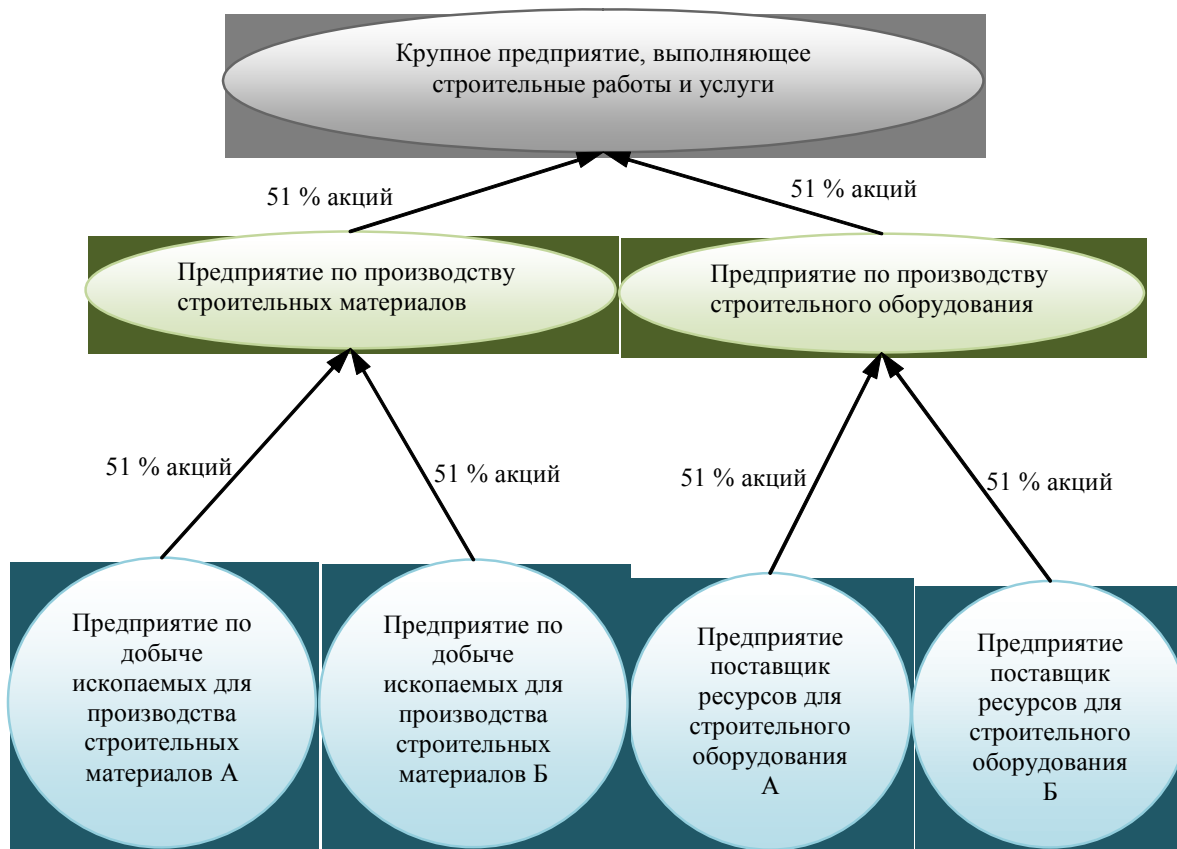 Крупное предприятие, выполняющее
строительные работы и услуги
51 % акций
51 % акций
Предприятие по производству
строительных материалов
Предприятие по производству
строительного оборудования
51 % акций
51 % акций
51 % акций
51 % акций
Предприятие по
добыче
ископаемых для
производства
строительных
материалов А
Предприятие по
добыче
ископаемых для
производства
строительных
материалов Б
Предприятие
поставщик
ресурсов для
строительного
оборудования
А
Предприятие
поставщик
ресурсов для
строительного
оборудования
Б